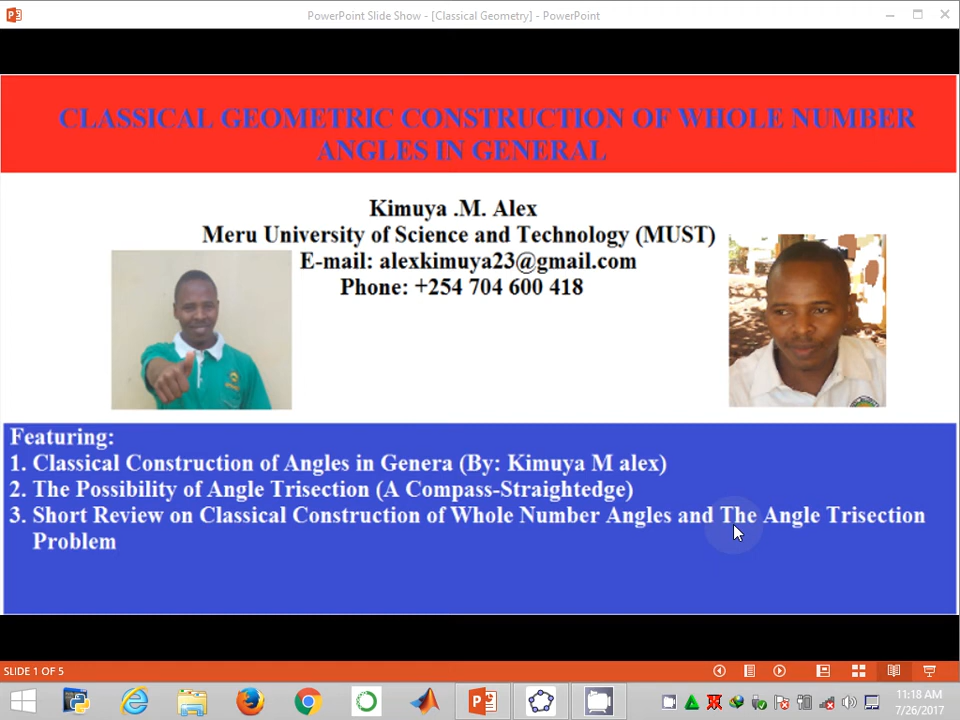 PowerPoint Slide Show - [Classical Geometry] - PowerPoint
CLASSICAL GEOMETRIC CONSTRUCTION OF WHOLE NUMBER
ANGLES IN GENERAL
Kimuya .M. Alex
Meru University of Science and Technology (MUST)
E-mail: alexkimuya23@gmail.com
Phone: +254 704 600 418
Featuring:
1. Classical Construction of Angles in Genera (By: Kimuya M alex)
2. The Possibility of Angle Trisection (A Compass-Straightedge)
3. Short Review on Classical Construction of Whole Number Angles and The Angle Trisection
Problem
SLIDE 1 OF 5
11:18 AM
7/26/2017